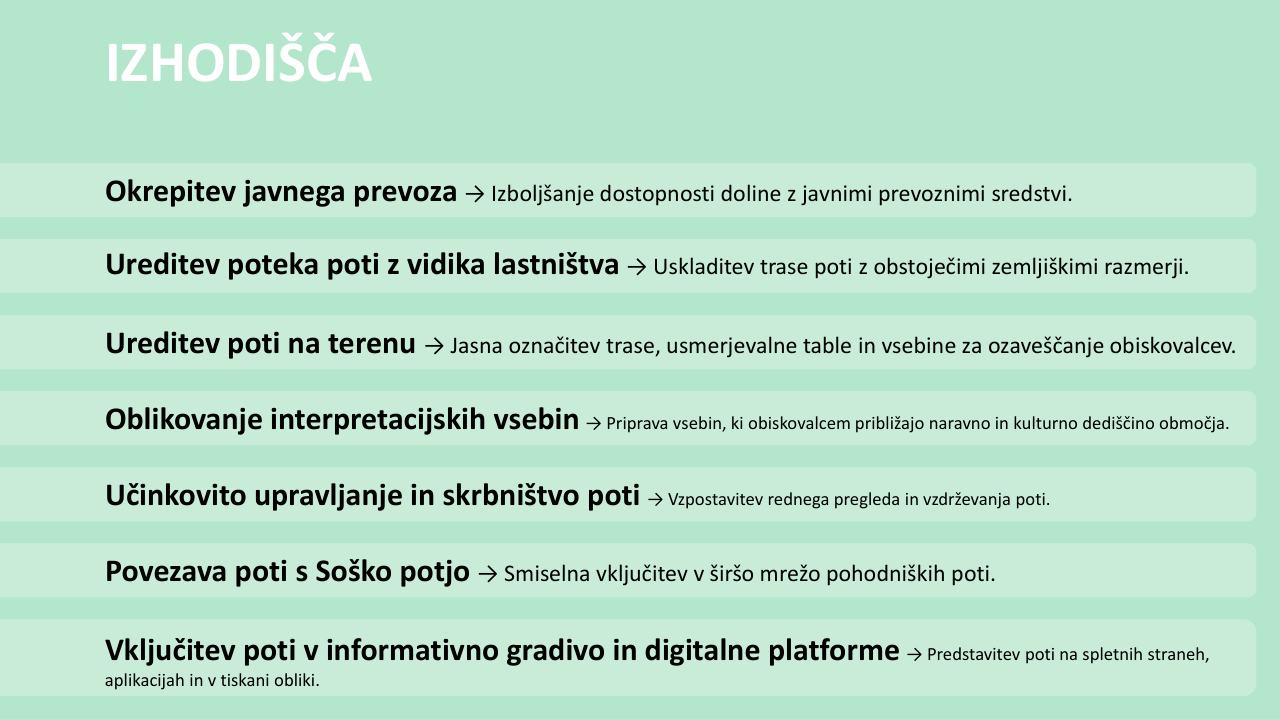 IZHODIŠČA
Okrepitev javnega prevoza → Izboljšanje dostopnosti doline z javnimi prevoznimi sredstvi.
Ureditev poteka poti z vidika lastništva → Uskladitev trase poti z obstoječimi zemljiškimi razmerji.
Ureditev poti na terenu → Jasna označitev trase, usmerjevalne table in vsebine za ozaveščanje obiskovalcev.
Oblikovanje interpretacijskih vsebin → Priprava vsebin, ki obiskovalcem približajo naravno in kulturno dediščino območja.
Učinkovito upravljanje in skrbništvo poti → Vzpostavitev rednega pregleda in vzdrževanja poti.
Povezava poti s Soško potjo → Smiselna vključitev v širšo mrežo pohodniških poti.
Vključitev poti v informativno gradivo in digitalne platforme → Predstavitev poti na spletnih straneh,
aplikacijah in v tiskani obliki.